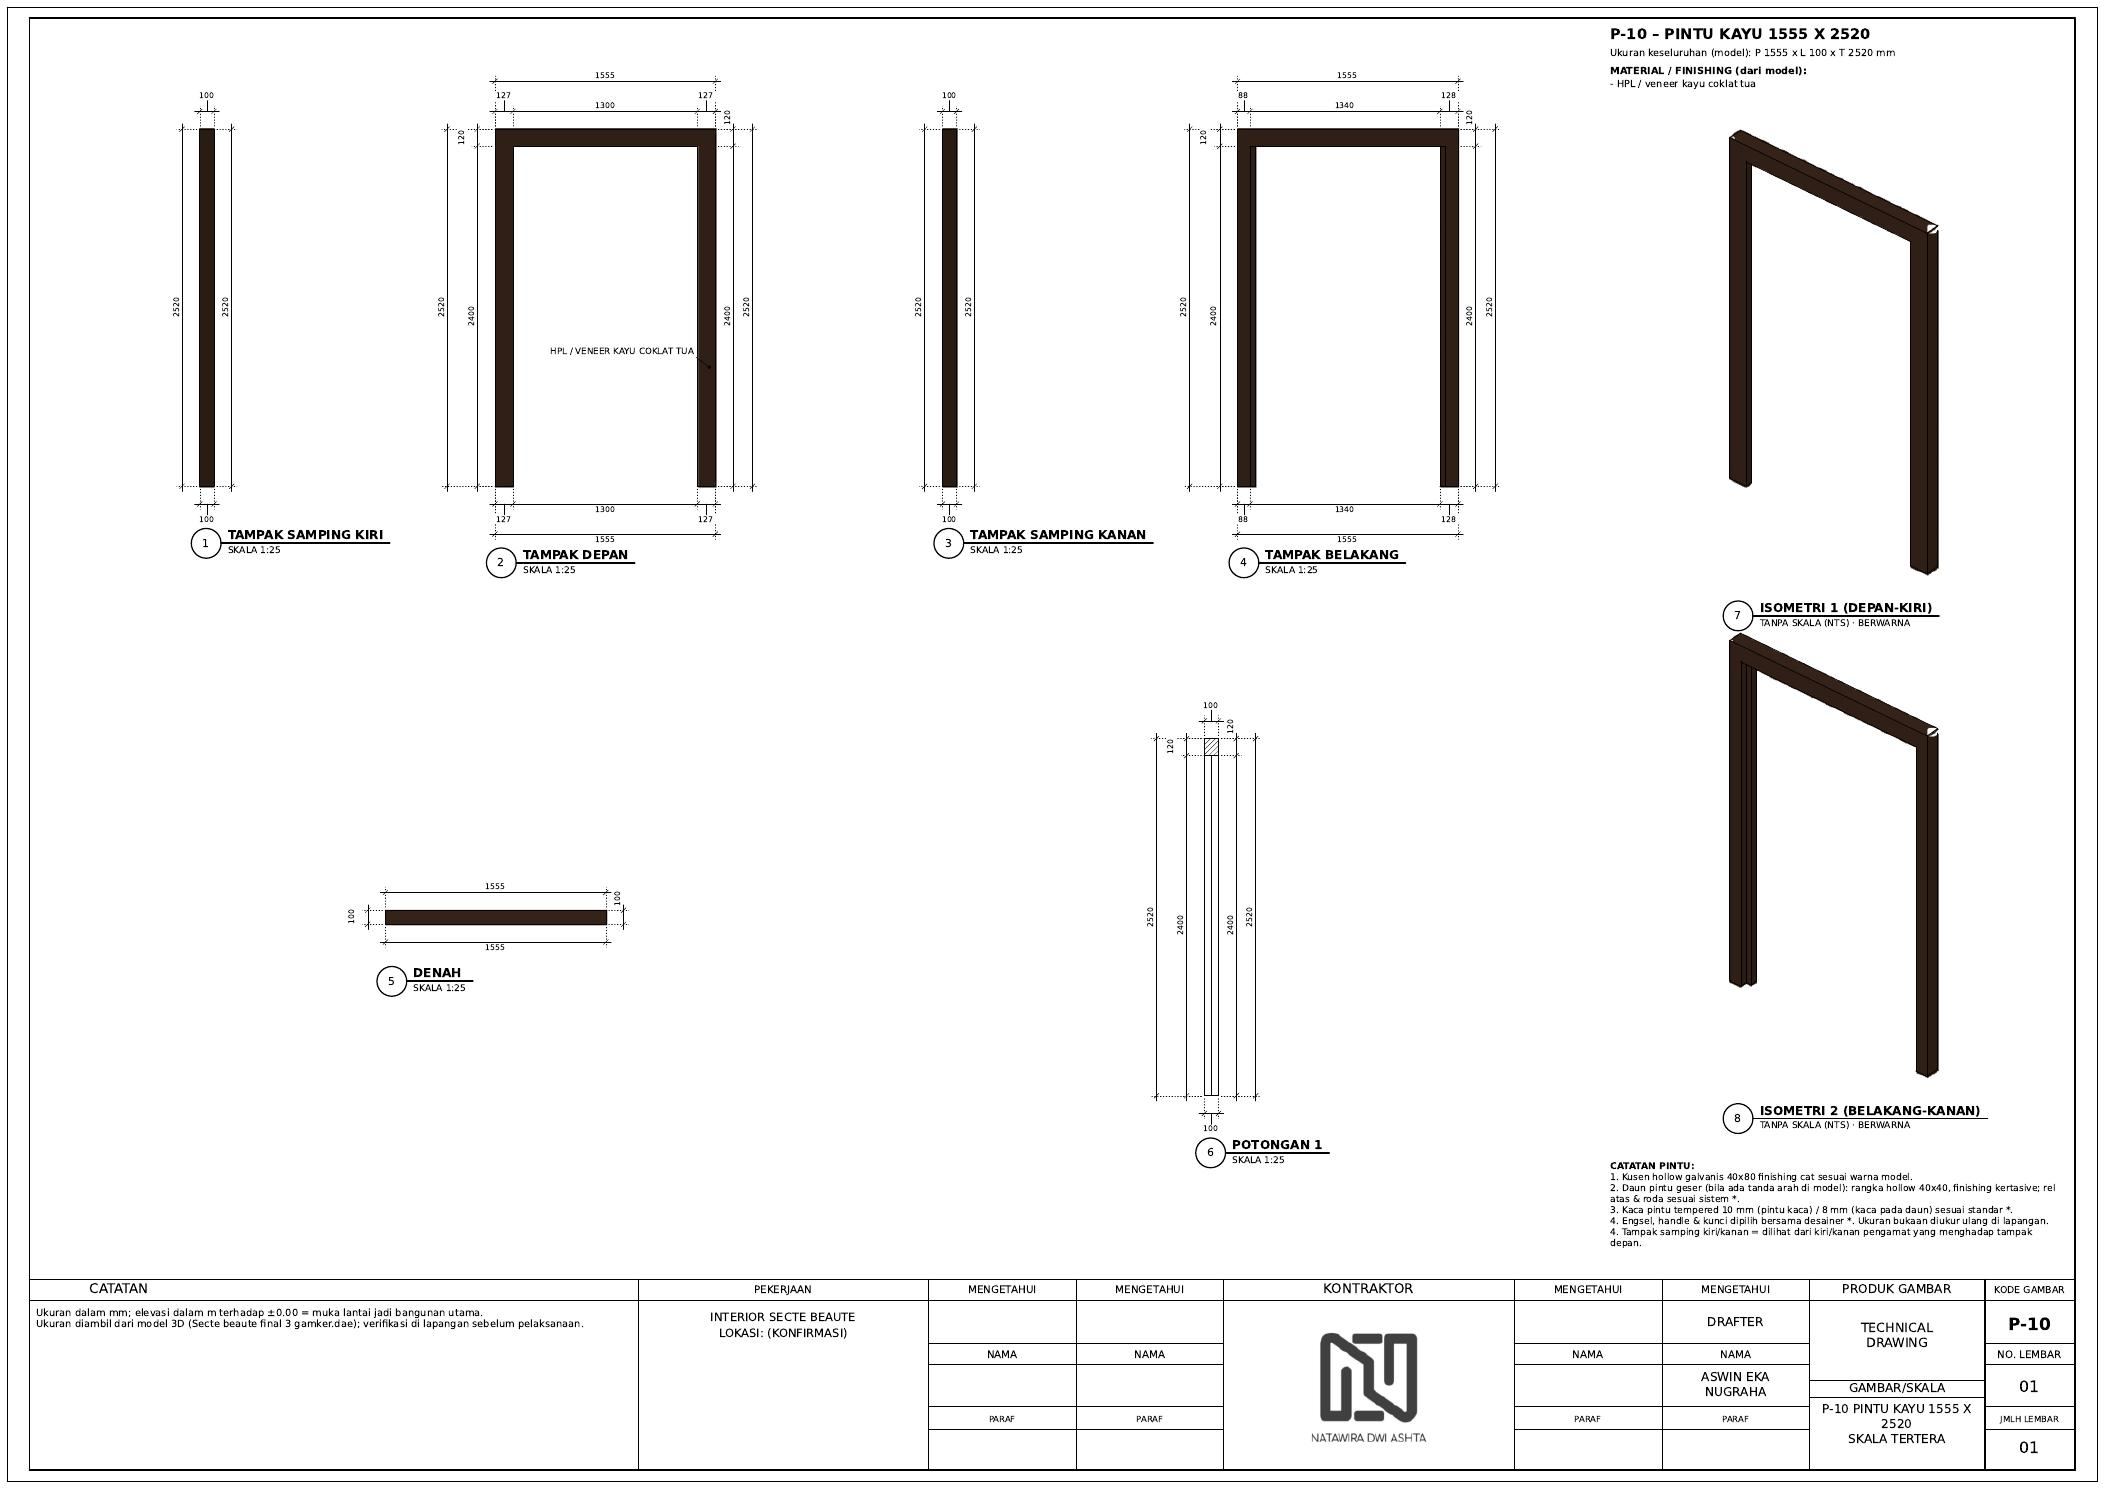 P-10 – PINTU KAYU 1555 X 2520
Ukuran keseluruhan (model): P 1555 x L 100 x T 2520 mm
MATERIAL / FINISHING (dari model):
- HPL / veneer kayu coklat tua
100
2520
2520
100
1 TAMPAK SAMPING KIRI
SKALA 1:25
1555
127
1300
127
120
120
2520
2400
2400
2520
HPL / VENEER KAYU COKLAT TUA
127
1300
127
1555
2 TAMPAK DEPAN
SKALA 1:25
100
2520
2520
100
3 TAMPAK SAMPING KANAN
SKALA 1:25
1555
88
1340
128
120
120
2520
2400
2400
2520
88
1340
128
1555
4 TAMPAK BELAKANG
SKALA 1:25
7 ISOMETRI 1 (DEPAN-KIRI)
TANPA SKALA (NTS) · BERWARNA
1555
100
100
1555
5 DENAH
SKALA 1:25
100
120
120
2520
2400
2400
2520
100
6 POTONGAN 1
SKALA 1:25
8 ISOMETRI 2 (BELAKANG-KANAN)
TANPA SKALA (NTS) · BERWARNA
CATATAN PINTU:
1. Kusen hollow galvanis 40x80 finishing cat sesuai warna model.
2. Daun pintu geser (bila ada tanda arah di model): rangka hollow 40x40, finishing kertasive; rel
atas & roda sesuai sistem *.
3. Kaca pintu tempered 10 mm (pintu kaca) / 8 mm (kaca pada daun) sesuai standar *.
4. Engsel, handle & kunci dipilih bersama desainer *. Ukuran bukaan diukur ulang di lapangan.
4. Tampak samping kiri/kanan = dilihat dari kiri/kanan pengamat yang menghadap tampak
depan.
CATATAN
Ukuran dalam mm; elevasi dalam m terhadap ±0.00 = muka lantai jadi bangunan utama.
Ukuran diambil dari model 3D (Secte beaute final 3 gamker.dae); verifikasi di lapangan sebelum pelaksanaan.
PEKERJAAN
INTERIOR SECTE BEAUTE
LOKASI: (KONFIRMASI)
MENGETAHUI
NAMA
PARAF
MENGETAHUI
NAMA
PARAF
KONTRAKTOR
NATAWIRA DWI ASHTA
MENGETAHUI
NAMA
PARAF
MENGETAHUI
DRAFTER
NAMA
ASWIN EKA
NUGRAHA
PARAF
PRODUK GAMBAR
TECHNICAL
DRAWING
GAMBAR/SKALA
P-10 PINTU KAYU 1555 X
2520
SKALA TERTERA
KODE GAMBAR
P-10
NO. LEMBAR
01
JMLH LEMBAR
01